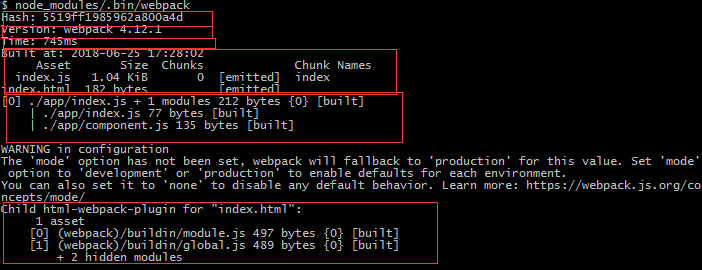 $ node_modules/.bin/webpack
Hash: 5519ff1985962a800a4d
Version: webpack 4.12.1
Time: 745ms
Built at: 2018-06-25 17:28:02
Asset Size Chunks Chunk Names
index.js 1.04 KiB 0 [emitted] index
index.html 182 bytes [emitted]
[0] ./app/index.js + 1 modules 212 bytes {0} [built]
| ./app/index.js 77 bytes [built]
| ./app/component.js 135 bytes [built]
WARNING in configuration
The 'mode' option has not been set, webpack will fallback to 'production' for this value. Set 'mode'
option to 'development' or 'production' to enable defaults for each environment.
You can also set it to 'none' to disable any default behavior. Learn more: https://webpack.js.org/co
ncepts/mode/
Child html-webpack-plugin for "index.html":
1 asset
[0] (webpack)/buildin/module.js 497 bytes {0} [built]
[1] (webpack)/buildin/global.js 489 bytes {0} [built]
+ 2 hidden modules